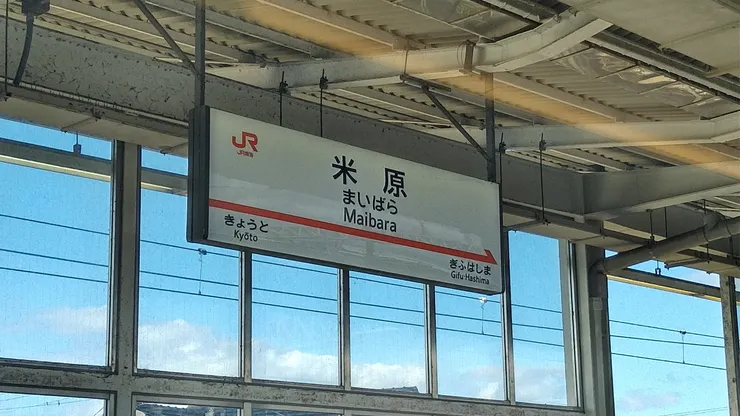 JR
JR東海
米原
まいばら
Maibara
きょうと
Kyōto
ぎふはしま
Gifu-Hashima